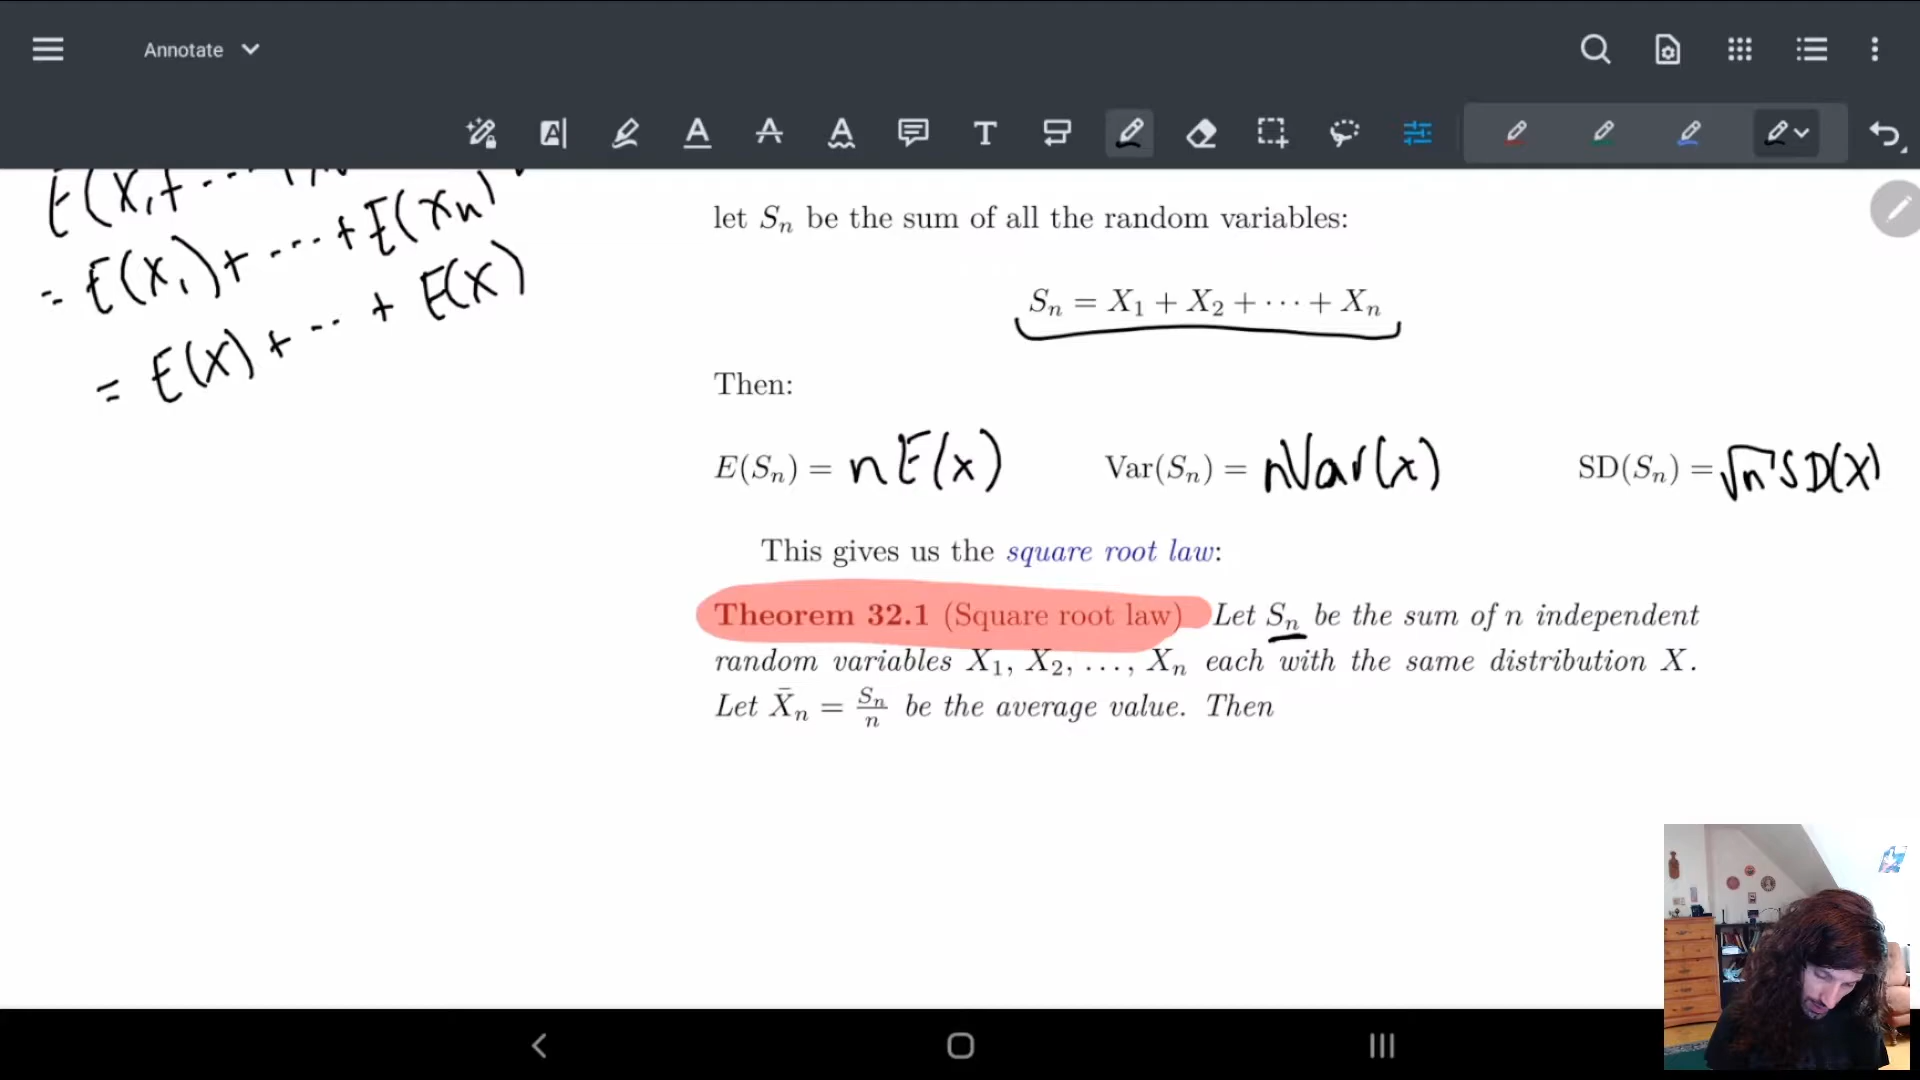 Annotate
E(X₁+ ...
= E(X₁)+ ... +E(Xn)
= E(X)+ ... + E(X)
let Sₙ be the sum of all the random variables:
Sₙ = X₁ + X₂ + ··· + Xₙ
Then:
E(Sₙ) = nE(X) Var(Sₙ) = nVar(X) SD(Sₙ) = √n SD(X)
This gives us the square root law:
Theorem 32.1 (Square root law) Let Sₙ be the sum of n independent
random variables X₁, X₂, ..., Xₙ each with the same distribution X.
Let X̄ₙ = Sₙ/n be the average value. Then